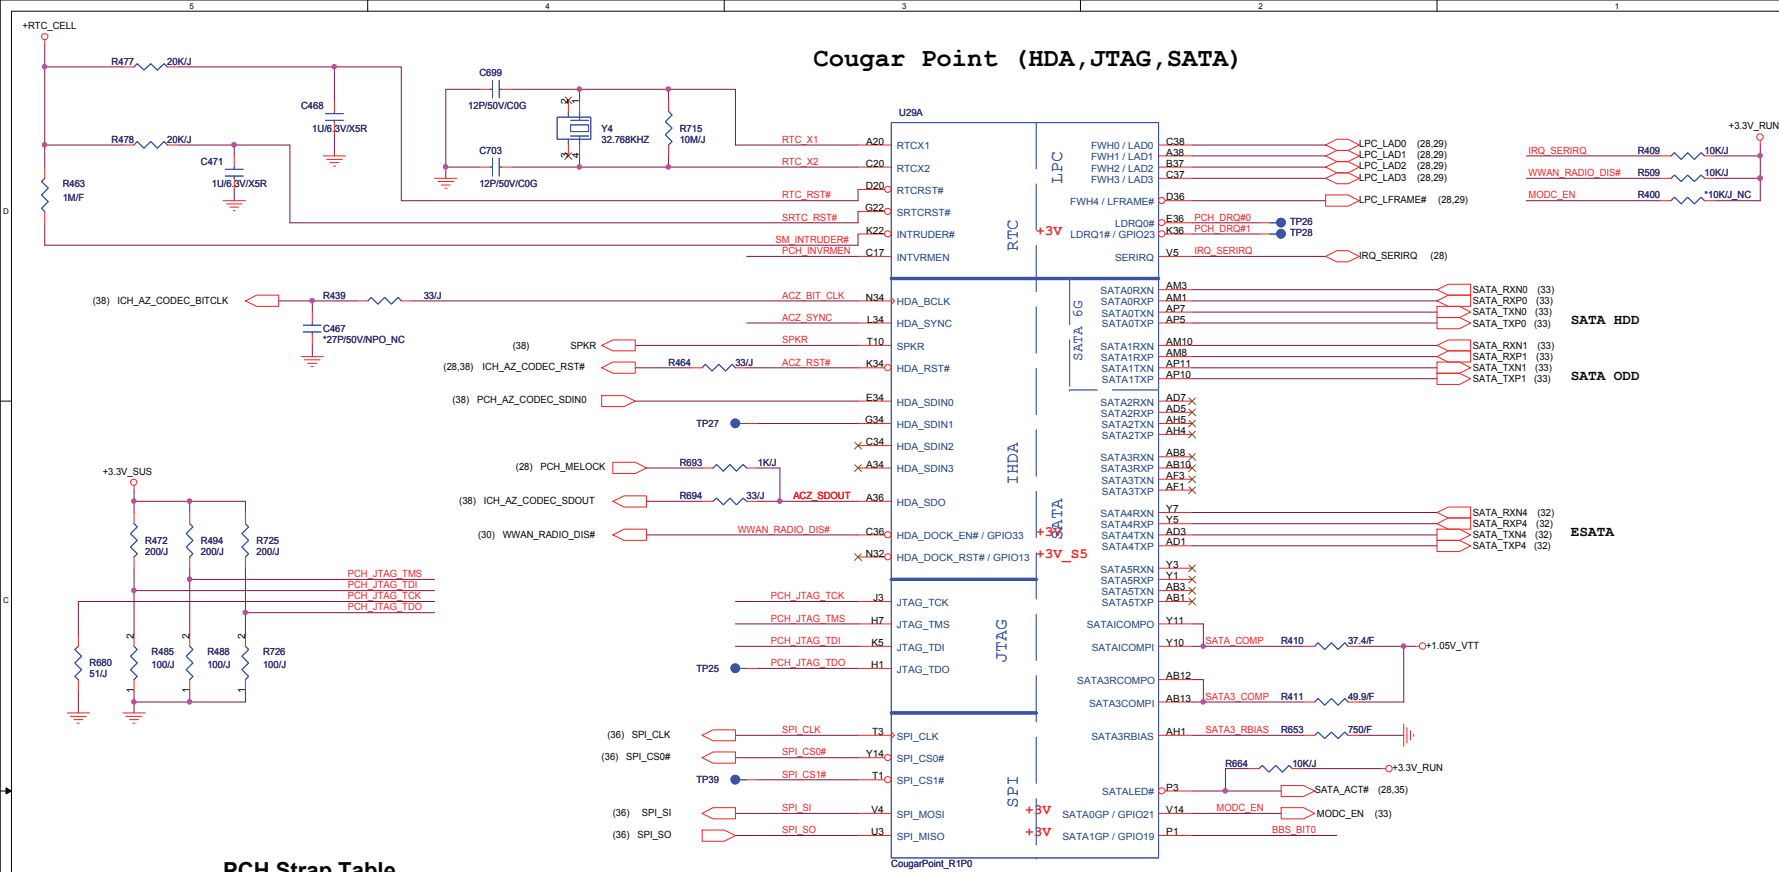 5 4 3 2 1
Cougar Point (HDA,JTAG,SATA)
+RTC_CELL
R477 20K/J
C468
1U/6.3V/X5R
R478 20K/J
C471
1U/6.3V/X5R
R463
1M/F
C699
12P/50V/C0G
C703
12P/50V/C0G
2 1
3 4
Y4
32.768KHZ
R715
10M/J
RTC_X1 A20 RTCX1
RTC_X2 C20 RTCX2
RTC_RST# D20 RTCRST#
SRTC_RST# G22 SRTCRST#
SM_INTRUDER# K22 INTRUDER#
PCH_INVRMEN C17 INTVRMEN
U29A
RTC
LPC
+3V
FWH0 / LAD0 C38 LPC_LAD0 (28,29)
FWH1 / LAD1 A38 LPC_LAD1 (28,29)
FWH2 / LAD2 B37 LPC_LAD2 (28,29)
FWH3 / LAD3 C37 LPC_LAD3 (28,29)
FWH4 / LFRAME# D36 LPC_LFRAME# (28,29)
LDRQ0# E36 PCH_DRQ#0 TP26
LDRQ1# / GPIO23 K36 PCH_DRQ#1 TP28
SERIRQ V5 IRQ_SERIRQ IRQ_SERIRQ (28)
+3.3V_RUN
IRQ_SERIRQ R409 10K/J
WWAN_RADIO_DIS# R509 10K/J
MODC_EN R400 *10K/J_NC
D
(38) ICH_AZ_CODEC_BITCLK R439 33/J ACZ_BIT_CLK N34 HDA_BCLK
C467
*27P/50V/NPO_NC
ACZ_SYNC L34 HDA_SYNC
(38) SPKR SPKR T10 SPKR
(28,38) ICH_AZ_CODEC_RST# R464 33/J ACZ_RST# K34 HDA_RST#
(38) PCH_AZ_CODEC_SDIN0 E34 HDA_SDIN0
TP27 G34 HDA_SDIN1
C34 HDA_SDIN2
A34 HDA_SDIN3
(28) PCH_MELOCK R693 1K/J
(38) ICH_AZ_CODEC_SDOUT R694 33/J ACZ_SDOUT A36 HDA_SDO
(30) WWAN_RADIO_DIS# WWAN_RADIO_DIS# C36 HDA_DOCK_EN# / GPIO33 +3V
N32 HDA_DOCK_RST# / GPIO13 +3V_S5
IHDA
SATA 6G
SATA
SATA0RXN AM3 SATA_RXN0 (33)
SATA0RXP AM1 SATA_RXP0 (33)
SATA0TXN AP7 SATA_TXN0 (33)
SATA0TXP AP5 SATA_TXP0 (33)
SATA HDD
SATA1RXN AM10 SATA_RXN1 (33)
SATA1RXP AM8 SATA_RXP1 (33)
SATA1TXN AP11 SATA_TXN1 (33)
SATA1TXP AP10 SATA_TXP1 (33)
SATA ODD
SATA2RXN AD7
SATA2RXP AD5
SATA2TXN AH5
SATA2TXP AH4
SATA3RXN AB8
SATA3RXP AB10
SATA3TXN AF3
SATA3TXP AF1
SATA4RXN Y7 SATA_RXN4 (32)
SATA4RXP Y5 SATA_RXP4 (32)
SATA4TXN AD3 SATA_TXN4 (32)
SATA4TXP AD1 SATA_TXP4 (32)
ESATA
SATA5RXN Y3
SATA5RXP Y1
SATA5TXN AB3
SATA5TXP AB1
SATAICOMPO Y11
SATAICOMPI Y10 SATA_COMP R410 37.4/F +1.05V_VTT
SATA3RCOMPO AB12
SATA3COMPI AB13 SATA3_COMP R411 49.9/F
SATA3RBIAS AH1 SATA3_RBIAS R653 750/F
R664 10K/J +3.3V_RUN
SATALED# P3 SATA_ACT# (28,35)
SATA0GP / GPIO21 V14 MODC_EN MODC_EN (33)
SATA1GP / GPIO19 P1 BBS_BIT0
+3.3V_SUS
R472
200/J
R494
200/J
R725
200/J
PCH_JTAG_TMS
PCH_JTAG_TDI
PCH_JTAG_TCK
PCH_JTAG_TDO
C
2 2 2
R680
51/J
R485
100/J
R488
100/J
R726
100/J
1 1 1
PCH_JTAG_TCK J3 JTAG_TCK
PCH_JTAG_TMS H7 JTAG_TMS
PCH_JTAG_TDI K5 JTAG_TDI
TP25 PCH_JTAG_TDO H1 JTAG_TDO
JTAG
(36) SPI_CLK SPI_CLK T3 SPI_CLK
(36) SPI_CS0# SPI_CS0# Y14 SPI_CS0#
TP39 SPI_CS1# T1 SPI_CS1#
(36) SPI_SI SPI_SI V4 SPI_MOSI +3V
(36) SPI_SO SPI_SO U3 SPI_MISO +3V
SPI
CougarPoint_R1P0
PCH Strap Table